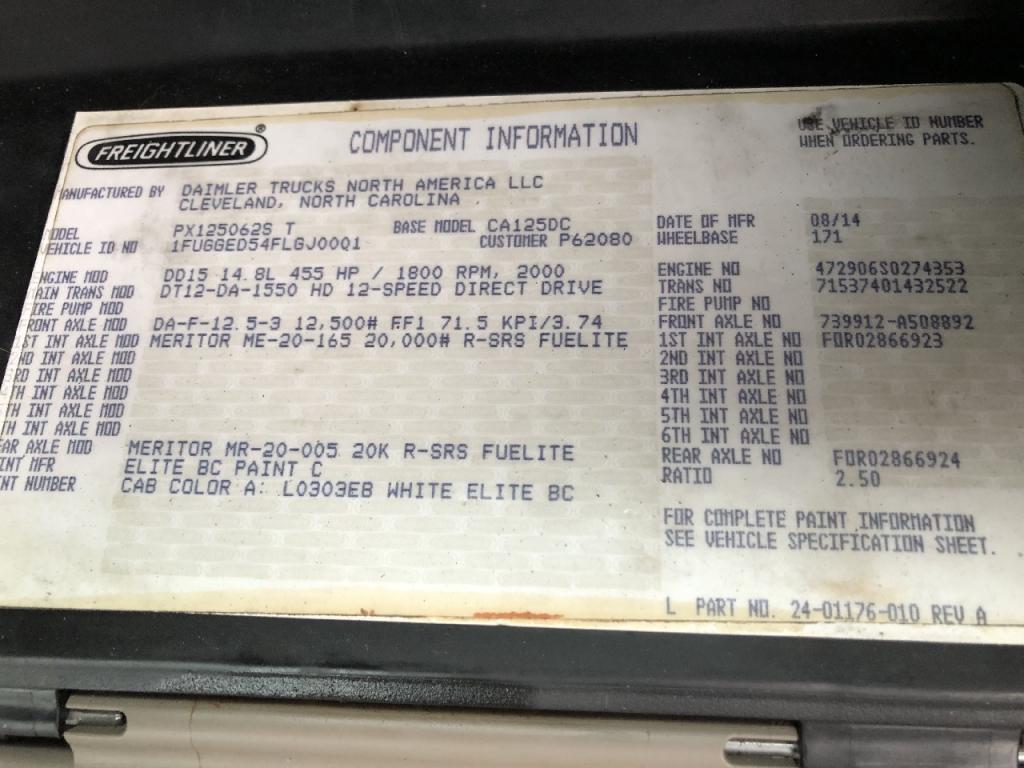 FREIGHTLINER®
COMPONENT INFORMATION
USE VEHICLE ID NUMBER
WHEN ORDERING PARTS.
ANUFACTURED BY DAIMLER TRUCKS NORTH AMERICA LLC
CLEVELAND, NORTH CAROLINA
ODEL PX125062S T BASE MODEL CA125DC DATE OF MFR 08/14
EHICLE ID NO 1FUGGED54FLGJ00Q1 CUSTOMER P62080 WHEELBASE 171
NGINE MOD DD15 14.8L 455 HP / 1800 RPM, 2000 ENGINE NO 472906S0274353
AIN TRANS MOD DT12-DA-1550 HD 12-SPEED DIRECT DRIVE TRANS NO 71537401432522
IRE PUMP MOD FIRE PUMP NO
RONT AXLE MOD DA-F-12.5-3 12,500# FF1 71.5 KPI/3.74 FRONT AXLE NO 739912-A508892
ST INT AXLE MOD MERITOR ME-20-165 20,000# R-SRS FUELITE 1ST INT AXLE NO FOR02866923
ND INT AXLE MOD 2ND INT AXLE NO
RD INT AXLE MOD 3RD INT AXLE NO
TH INT AXLE MOD 4TH INT AXLE NO
TH INT AXLE MOD 5TH INT AXLE NO
TH INT AXLE MOD 6TH INT AXLE NO
EAR AXLE MOD MERITOR MR-20-005 20K R-SRS FUELITE REAR AXLE NO FOR02866924
INT MFR ELITE BC PAINT C RATIO 2.50
NT NUMBER CAB COLOR A: L0303EB WHITE ELITE BC
FOR COMPLETE PAINT INFORMATION
SEE VEHICLE SPECIFICATION SHEET.
L PART NO. 24-01176-010 REV A